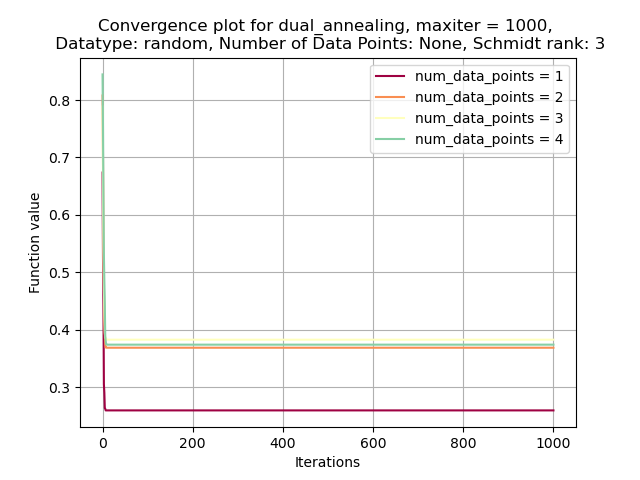 Convergence plot for dual_annealing, maxiter = 1000,
Datatype: random, Number of Data Points: None, Schmidt rank: 3
num_data_points = 1
num_data_points = 2
num_data_points = 3
num_data_points = 4
Function value
0.8
0.7
0.6
0.5
0.4
0.3
0
200
400
600
800
1000
Iterations